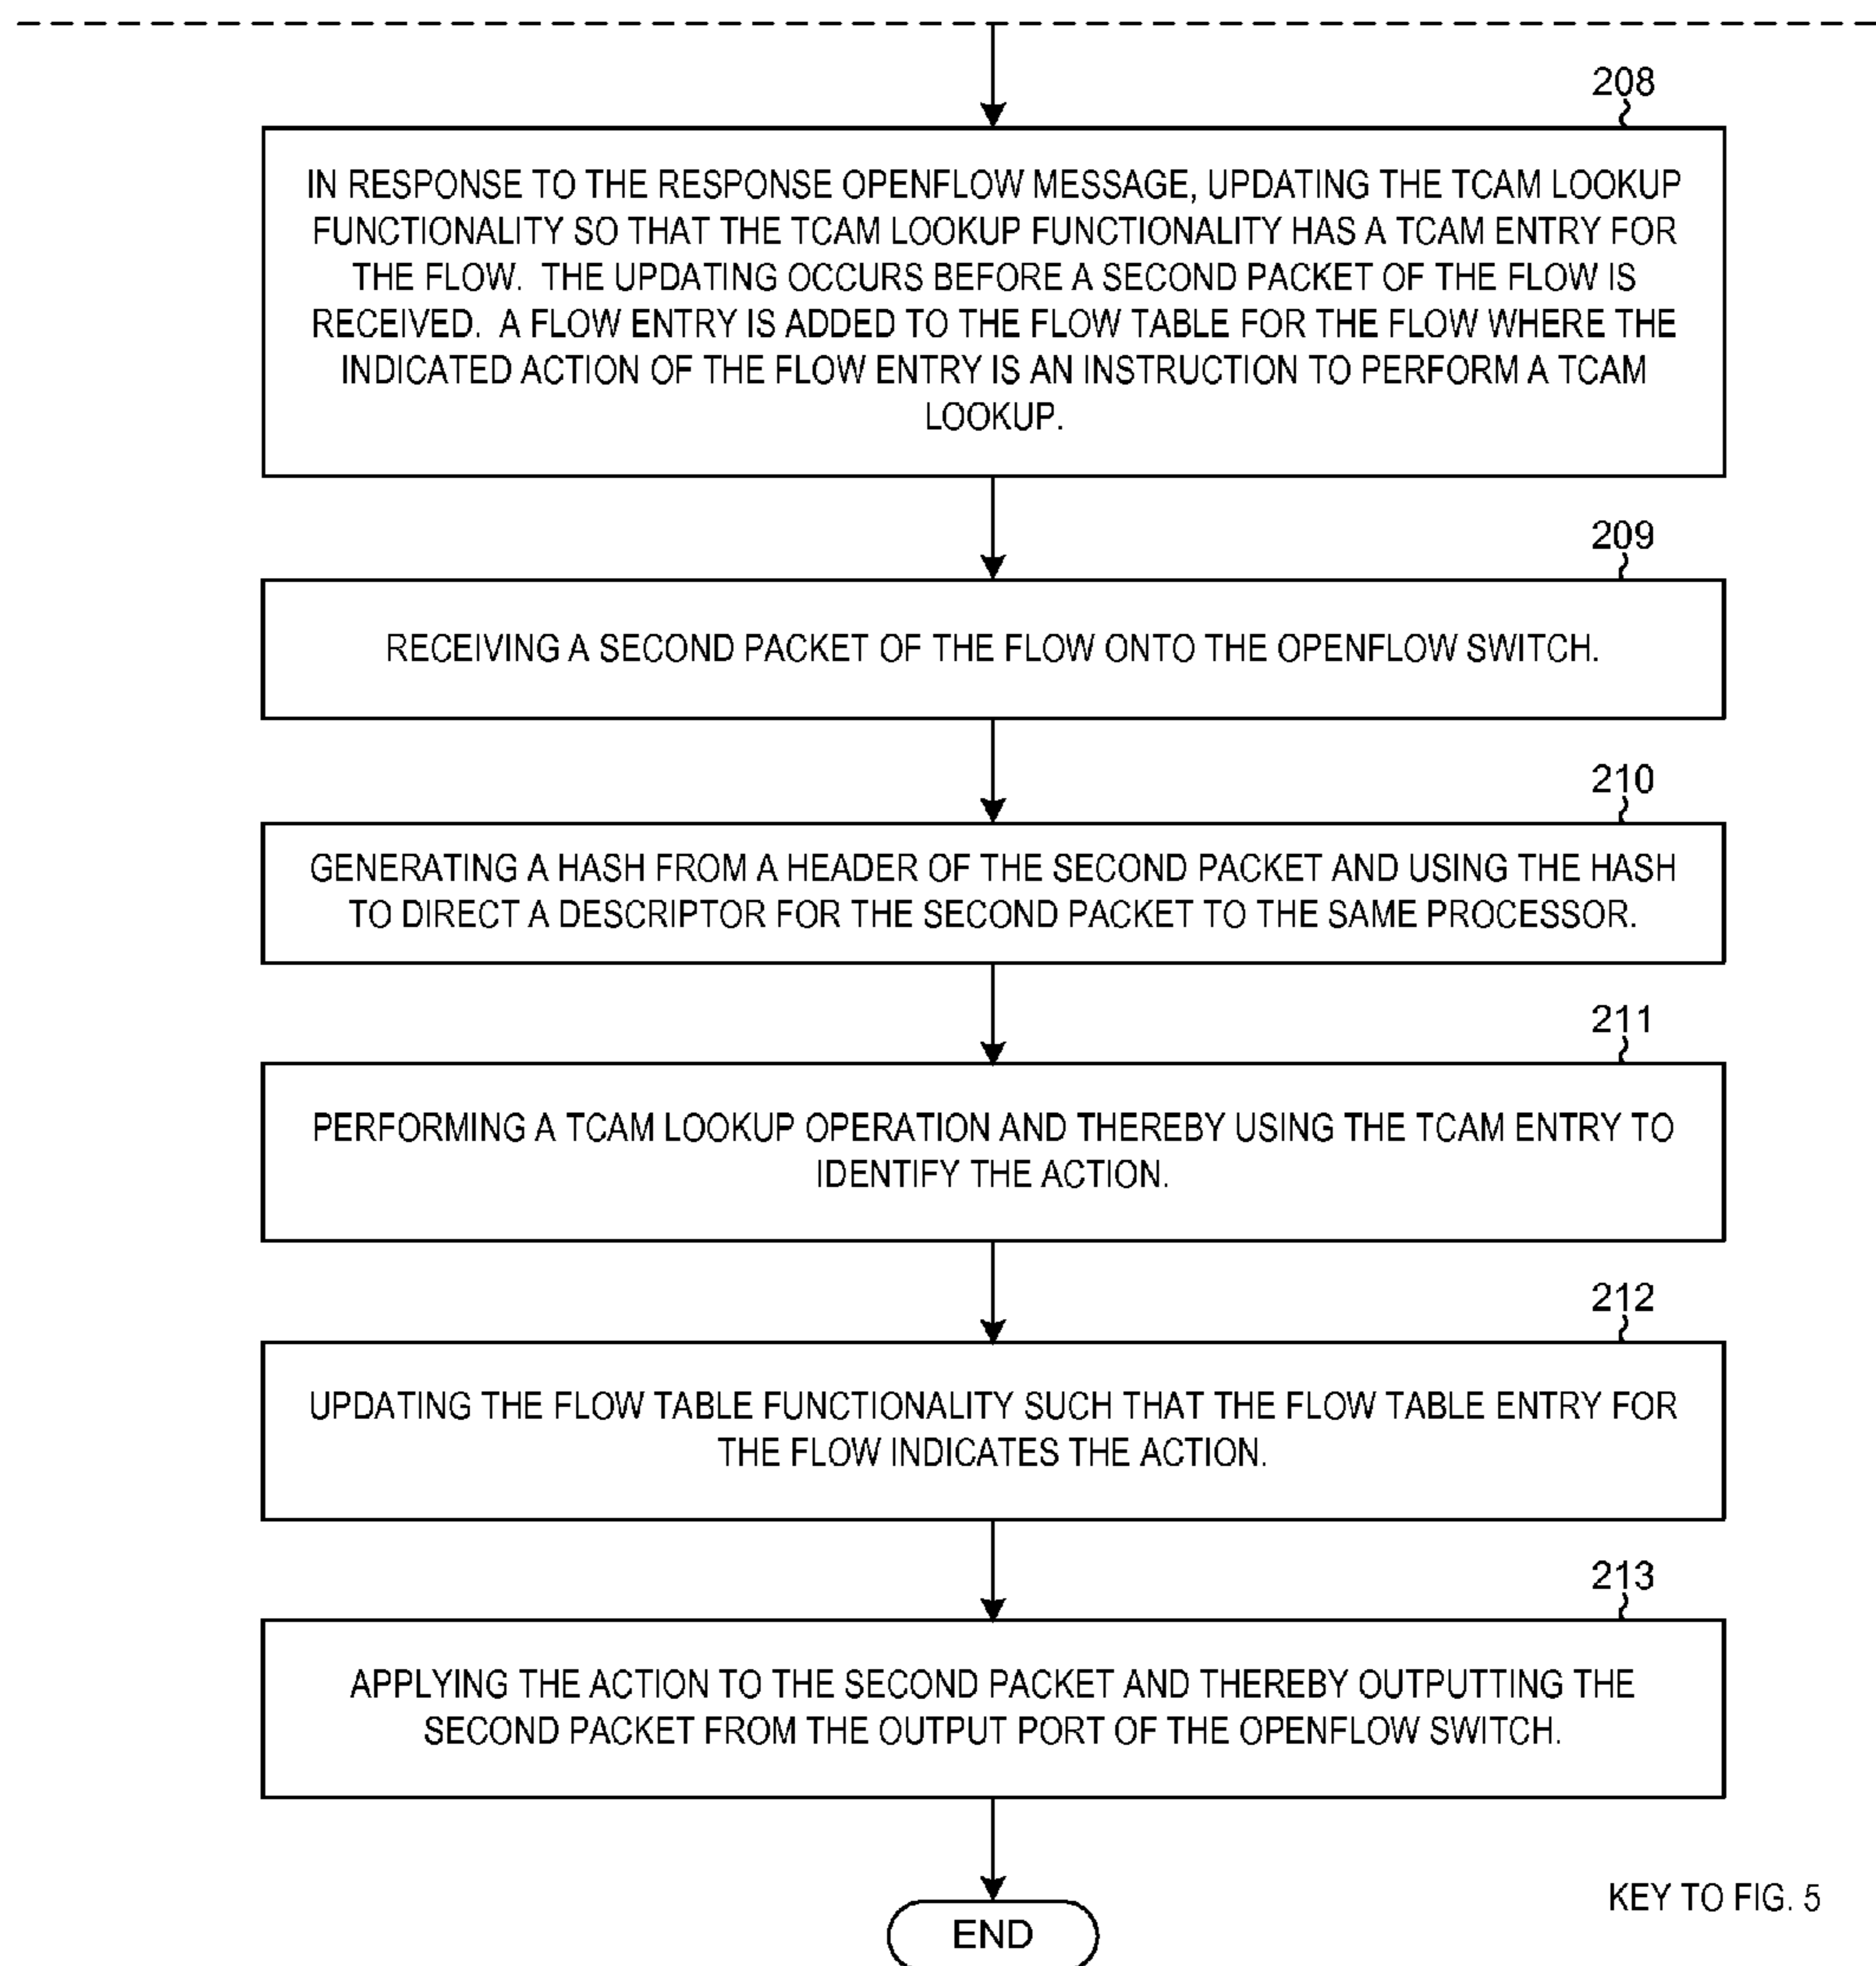 208
IN RESPONSE TO THE RESPONSE OPENFLOW MESSAGE, UPDATING THE TCAM LOOKUP
FUNCTIONALITY SO THAT THE TCAM LOOKUP FUNCTIONALITY HAS A TCAM ENTRY FOR
THE FLOW. THE UPDATING OCCURS BEFORE A SECOND PACKET OF THE FLOW IS
RECEIVED. A FLOW ENTRY IS ADDED TO THE FLOW TABLE FOR THE FLOW WHERE THE
INDICATED ACTION OF THE FLOW ENTRY IS AN INSTRUCTION TO PERFORM A TCAM
LOOKUP.
209
RECEIVING A SECOND PACKET OF THE FLOW ONTO THE OPENFLOW SWITCH.
210
GENERATING A HASH FROM A HEADER OF THE SECOND PACKET AND USING THE HASH
TO DIRECT A DESCRIPTOR FOR THE SECOND PACKET TO THE SAME PROCESSOR.
211
PERFORMING A TCAM LOOKUP OPERATION AND THEREBY USING THE TCAM ENTRY TO
IDENTIFY THE ACTION.
212
UPDATING THE FLOW TABLE FUNCTIONALITY SUCH THAT THE FLOW TABLE ENTRY FOR
THE FLOW INDICATES THE ACTION.
213
APPLYING THE ACTION TO THE SECOND PACKET AND THEREBY OUTPUTTING THE
SECOND PACKET FROM THE OUTPUT PORT OF THE OPENFLOW SWITCH.
KEY TO FIG. 5
END